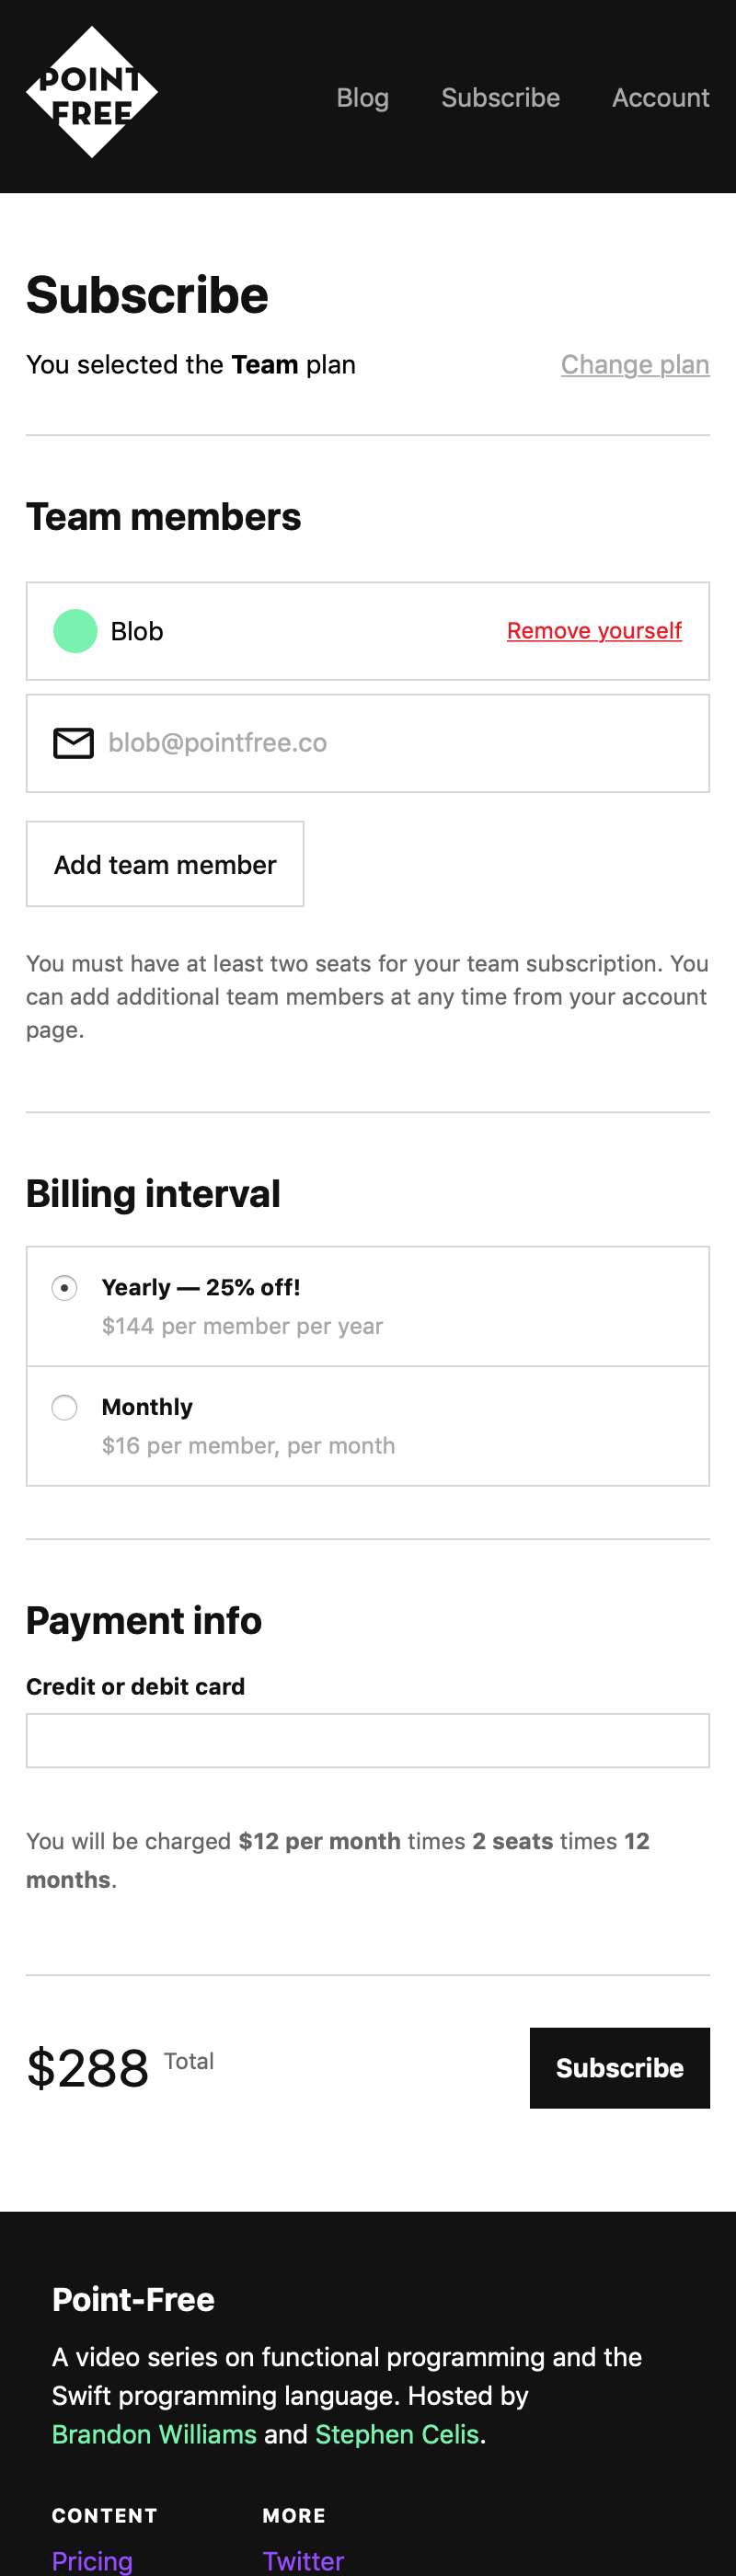 POINT
FREE
Blog
Subscribe
Account
Subscribe
You selected the Team plan
Change plan
Team members
Blob
Remove yourself
blob@pointfree.co
Add team member
You must have at least two seats for your team subscription. You
can add additional team members at any time from your account
page.
Billing interval
Yearly — 25% off!
$144 per member per year
Monthly
$16 per member, per month
Payment info
Credit or debit card
You will be charged $12 per month times 2 seats times 12
months.
$288 Total
Subscribe
Point-Free
A video series on functional programming and the
Swift programming language. Hosted by
Brandon Williams and Stephen Celis.
CONTENT
MORE
Pricing
Twitter